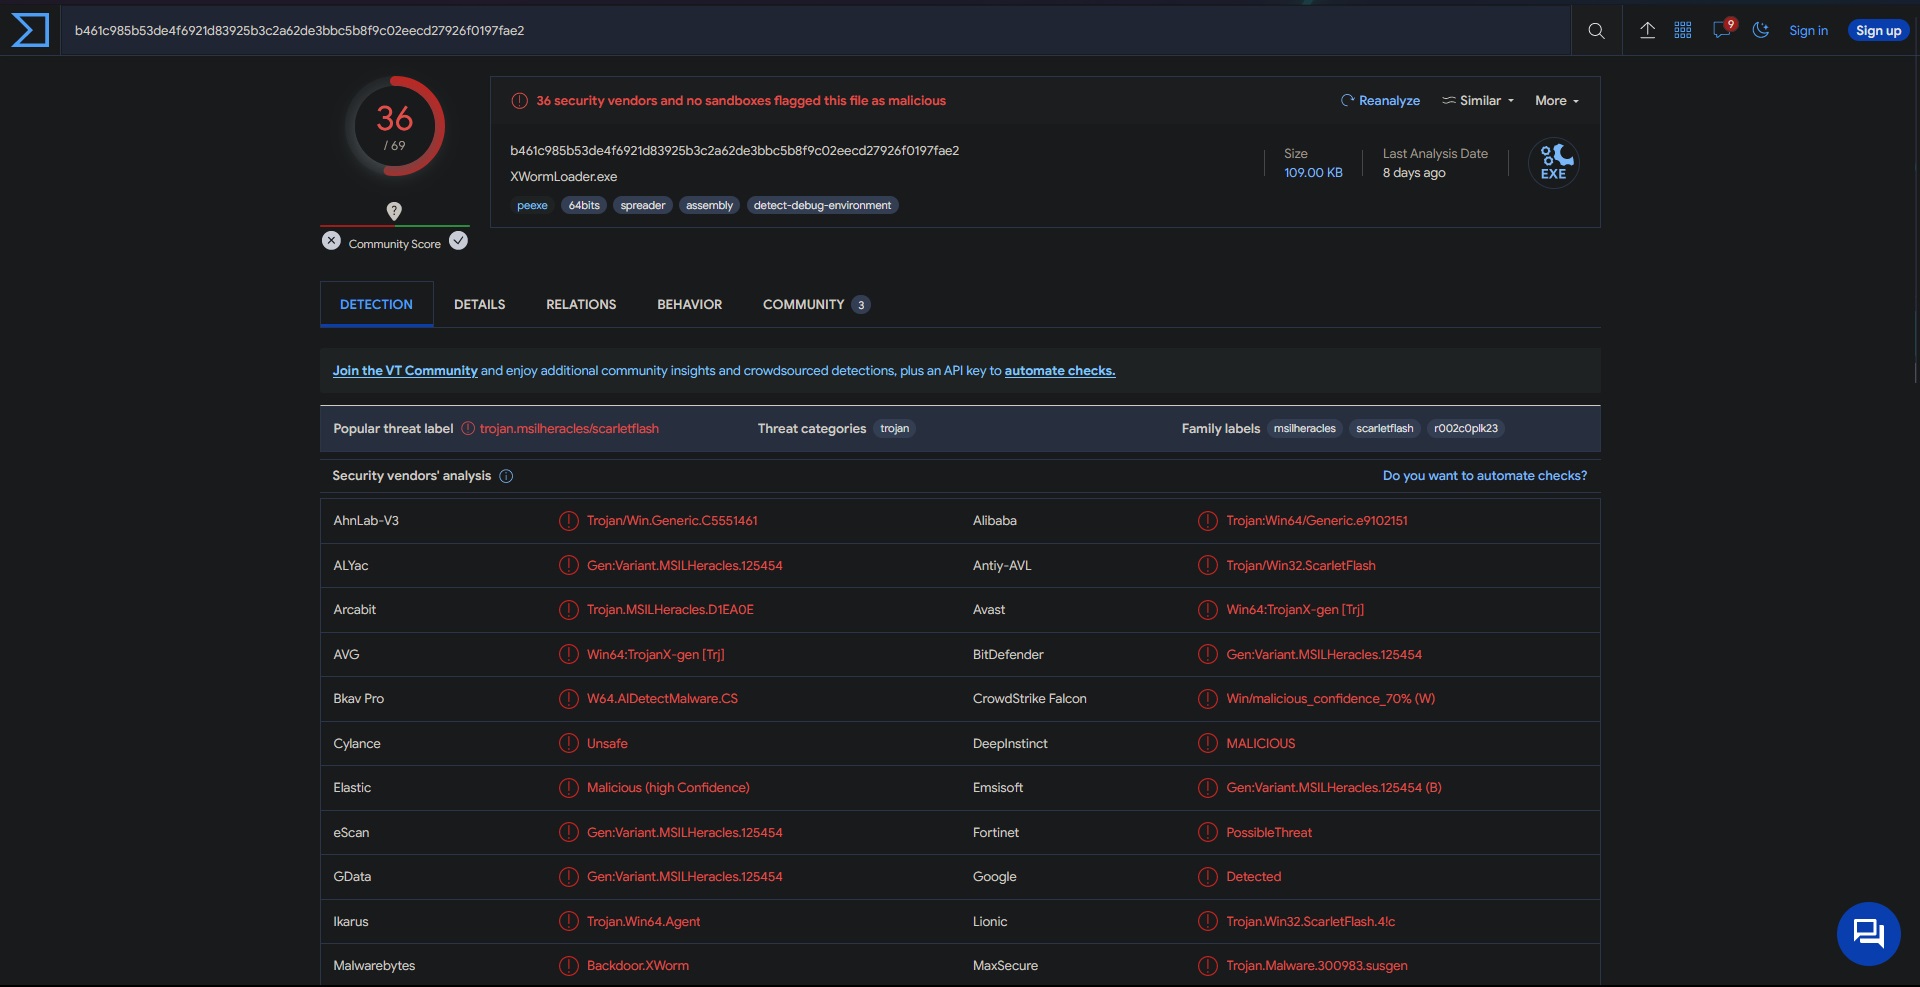 b461c985b53de4f6921d83925b3c2a62de3bbc5b8f9c02eecd27926f0197fae2
9
Sign in
Sign up
36
/ 69
36 security vendors and no sandboxes flagged this file as malicious
Reanalyze
Similar
More
b461c985b53de4f6921d83925b3c2a62de3bbc5b8f9c02eecd27926f0197fae2
XWormLoader.exe
peexe
64bits
spreader
assembly
detect-debug-environment
Size
109.00 KB
Last Analysis Date
8 days ago
EXE
?
Community Score
DETECTION
DETAILS
RELATIONS
BEHAVIOR
COMMUNITY 3
Join the VT Community and enjoy additional community insights and crowdsourced detections, plus an API key to automate checks.
Popular threat label trojan.msilheracles/scarletflash
Threat categories trojan
Family labels msilheracles scarletflash r002c0plk23
Security vendors' analysis
Do you want to automate checks?
AhnLab-V3 Trojan/Win.Generic.C5551461 Alibaba Trojan:Win64/Generic.e9102151
ALYac Gen:Variant.MSILHeracles.125454 Antiy-AVL Trojan/Win32.ScarletFlash
Arcabit Trojan.MSILHeracles.D1EA0E Avast Win64:TrojanX-gen [Trj]
AVG Win64:TrojanX-gen [Trj] BitDefender Gen:Variant.MSILHeracles.125454
Bkav Pro W64.AIDetectMalware.CS CrowdStrike Falcon Win/malicious_confidence_70% (W)
Cylance Unsafe DeepInstinct MALICIOUS
Elastic Malicious (high Confidence) Emsisoft Gen:Variant.MSILHeracles.125454 (B)
eScan Gen:Variant.MSILHeracles.125454 Fortinet PossibleThreat
GData Gen:Variant.MSILHeracles.125454 Google Detected
Ikarus Trojan.Win64.Agent Lionic Trojan.Win32.ScarletFlash.4!c
Malwarebytes Backdoor.XWorm MaxSecure Trojan.Malware.300983.susgen